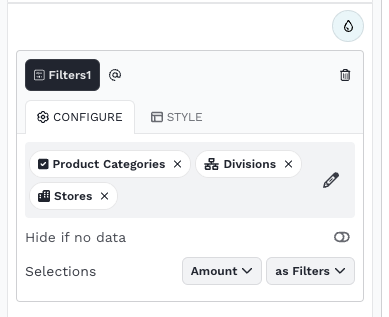 Filters1 @
CONFIGURE STYLE
Product Categories × Divisions ×
Stores ×
Hide if no data
Selections Amount as Filters